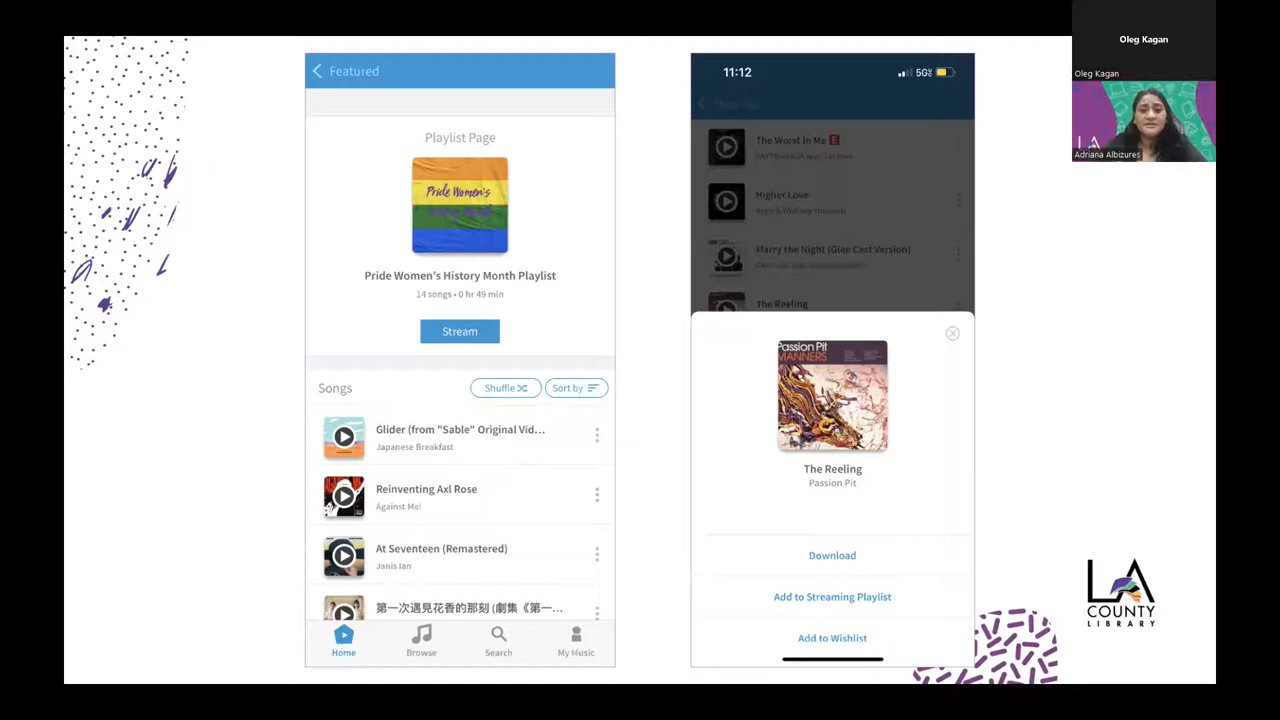 Featured
Playlist Page
Pride Women's
Pride Women's History Month Playlist
14 songs • 0 hr 49 min
Stream
Songs
Shuffle
Sort by
Glider (from "Sable" Original Vid...
Japanese Breakfast
Reinventing Axl Rose
Against Me!
At Seventeen (Remastered)
Janis Ian
第一次遇見花香的那刻 (劇集《第一...
Home
Browse
Search
My Music
11:12
5G
The Worst In Me E
Higher Love
Marry the Night (Glee Cast Version)
The Reeling
Passion Pit
MANNERS
The Reeling
Passion Pit
Download
Add to Streaming Playlist
Add to Wishlist
LA
COUNTY
LIBRARY
Oleg Kagan
Oleg Kagan
LA
Adriana Albizures